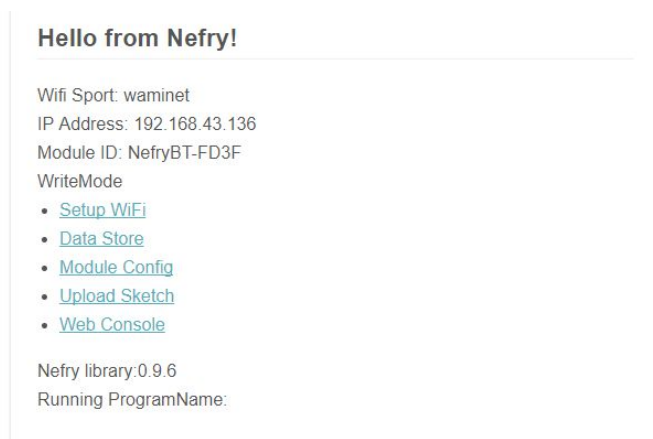 Hello from Nefry!
Wifi Sport: waminet
IP Address: 192.168.43.136
Module ID: NefryBT-FD3F
WriteMode
• Setup WiFi
• Data Store
• Module Config
• Upload Sketch
• Web Console
Nefry library:0.9.6
Running ProgramName: